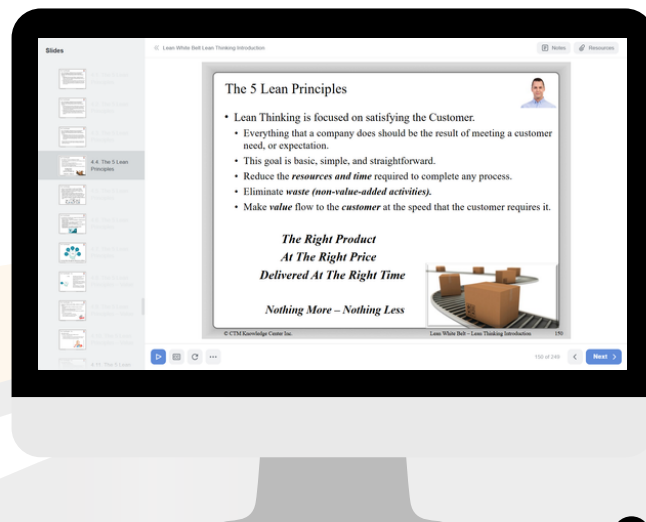 Slides
Lean White Belt Lean Thinking Introduction
Notes
Resources
4.4. The 5 Lean
Principles
The 5 Lean Principles
• Lean Thinking is focused on satisfying the Customer.
• Everything that a company does should be the result of meeting a customer
need, or expectation.
• This goal is basic, simple, and straightforward.
• Reduce the resources and time required to complete any process.
• Eliminate waste (non-value-added activities).
• Make value flow to the customer at the speed that the customer requires it.
The Right Product
At The Right Price
Delivered At The Right Time
Nothing More – Nothing Less
© CTM Knowledge Center Inc.
Lean White Belt – Lean Thinking Introduction
150 of 240
Next